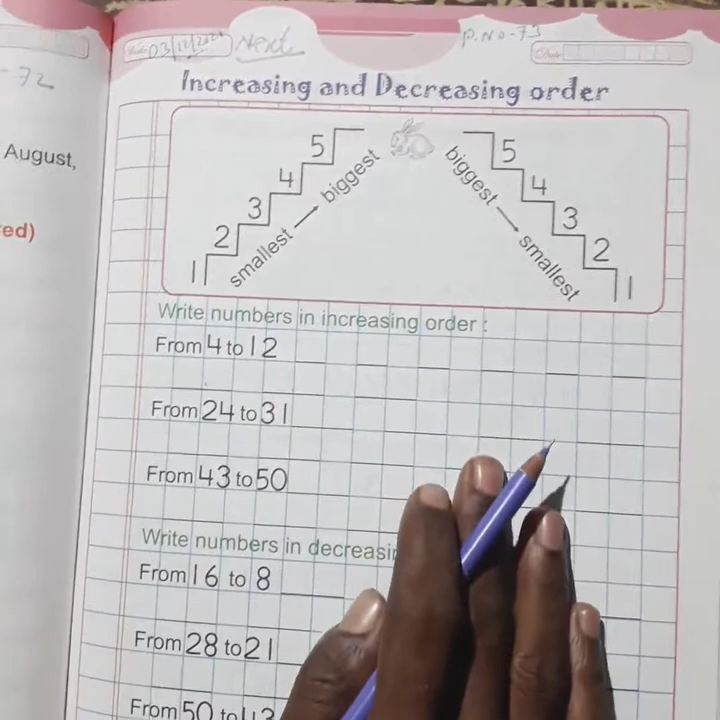 03/12/2024 Next P.No-73
-72
Increasing and Decreasing order
August,
ed)
5 5
4 4
3 3
2 2
1 1
smallest → biggest
biggest → smallest
Write numbers in increasing order :
From 4 to 12
From 24 to 31
From 43 to 50
Write numbers in decreasi
From 16 to 8
From 28 to 21
From 50 to 43